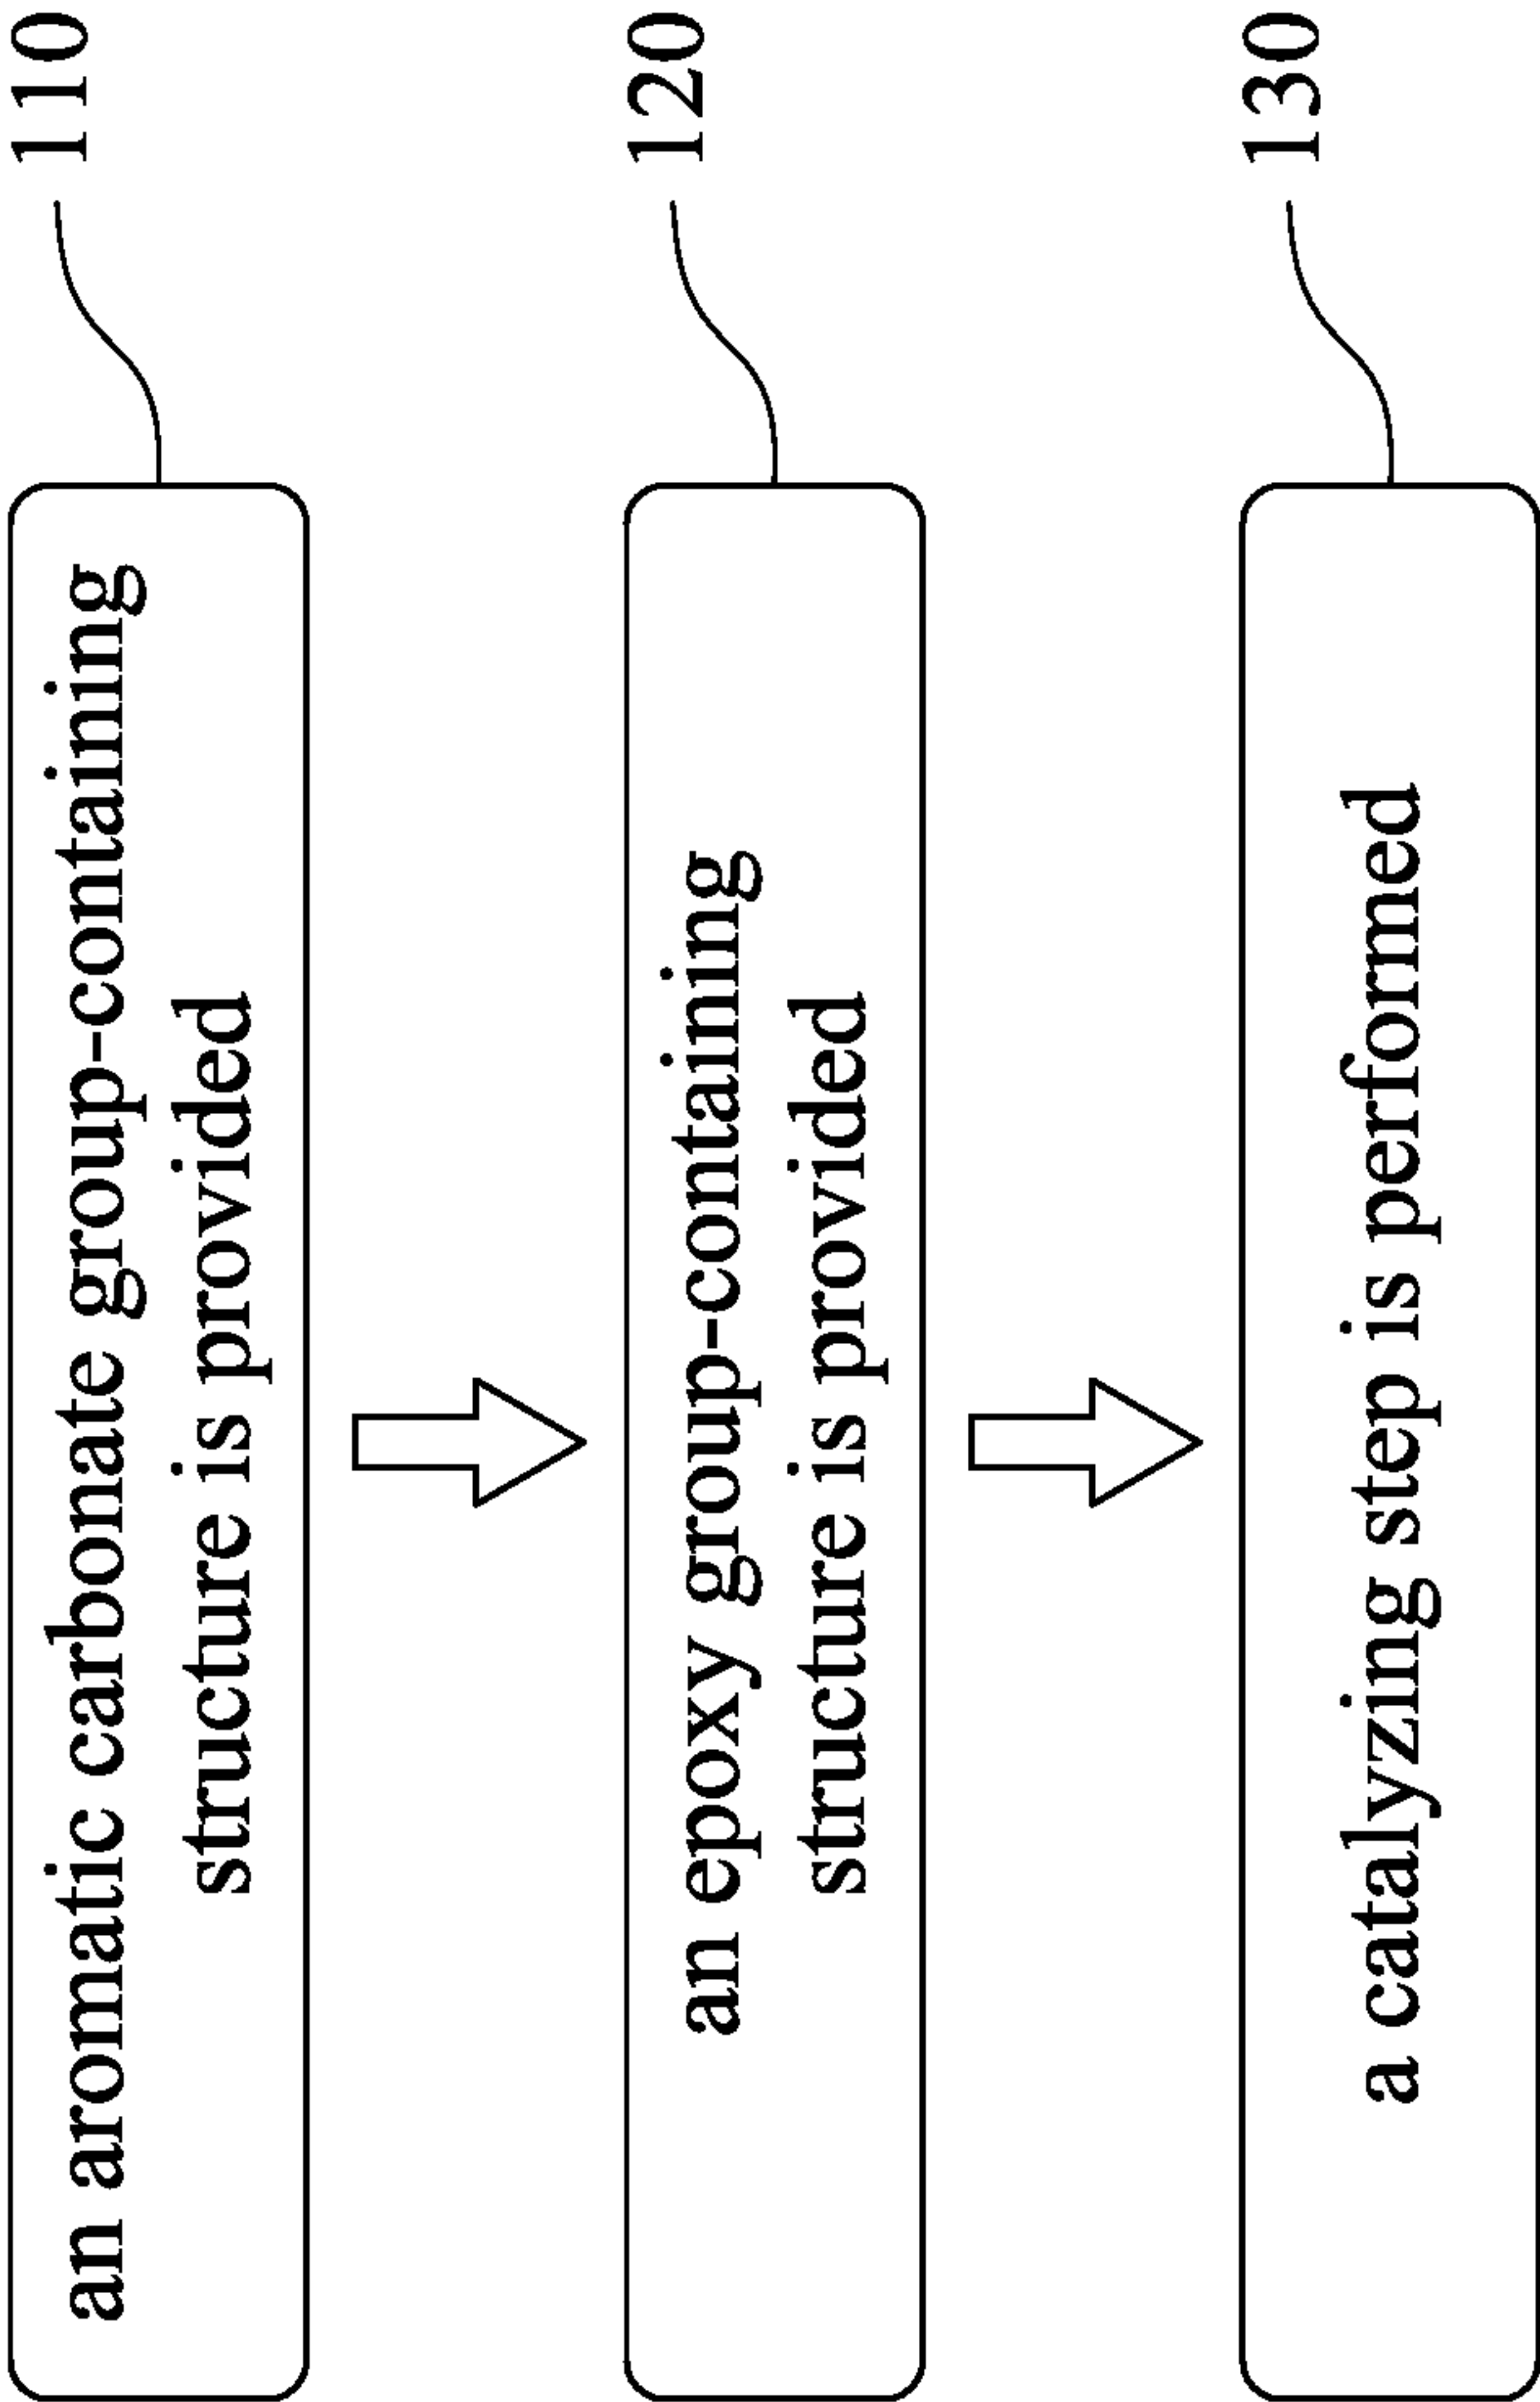 110
an aromatic carbonate group-containing
structure is provided
120
an epoxy group-containing
structure is provided
130
a catalyzing step is performed